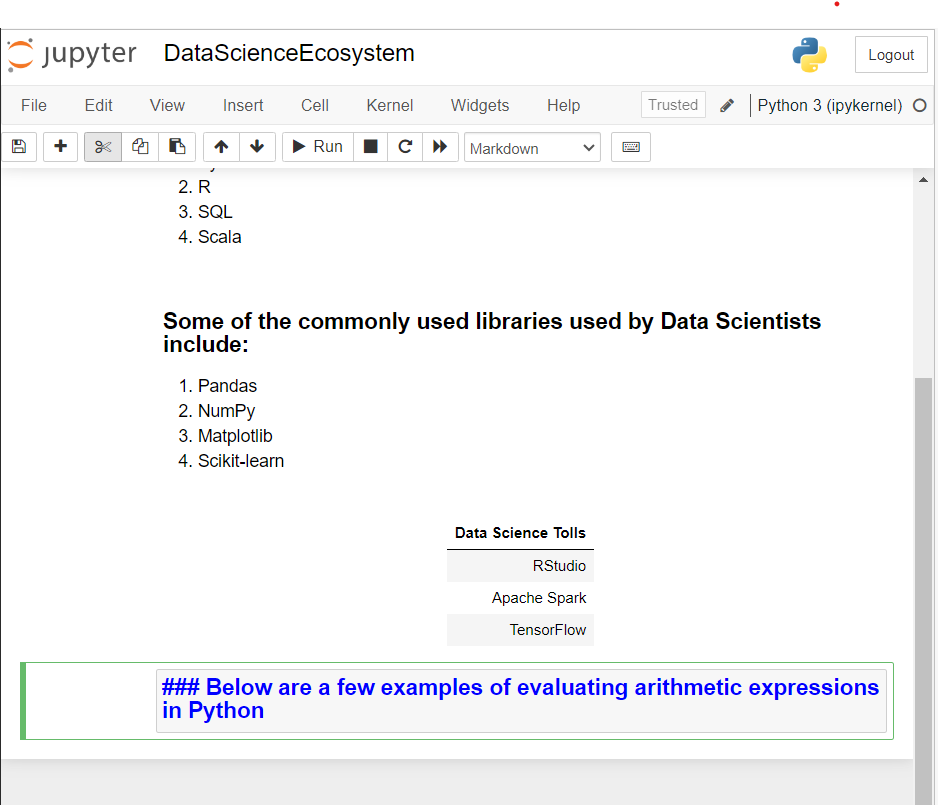 jupyter DataScienceEcosystem Logout
File Edit View Insert Cell Kernel Widgets Help Trusted Python 3 (ipykernel)
Run Markdown
2. R
3. SQL
4. Scala
Some of the commonly used libraries used by Data Scientists
include:
1. Pandas
2. NumPy
3. Matplotlib
4. Scikit-learn
Data Science Tolls
RStudio
Apache Spark
TensorFlow
### Below are a few examples of evaluating arithmetic expressions
in Python